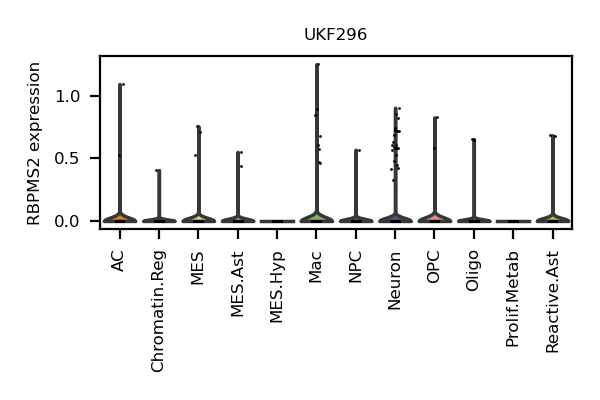 UKF296
RBPMS2 expression
1.0
0.5
0.0
AC
Chromatin.Reg
MES
MES.Ast
MES.Hyp
Mac
NPC
Neuron
OPC
Oligo
Prolif.Metab
Reactive.Ast